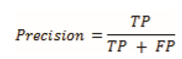 Precision = TP / TP + FP